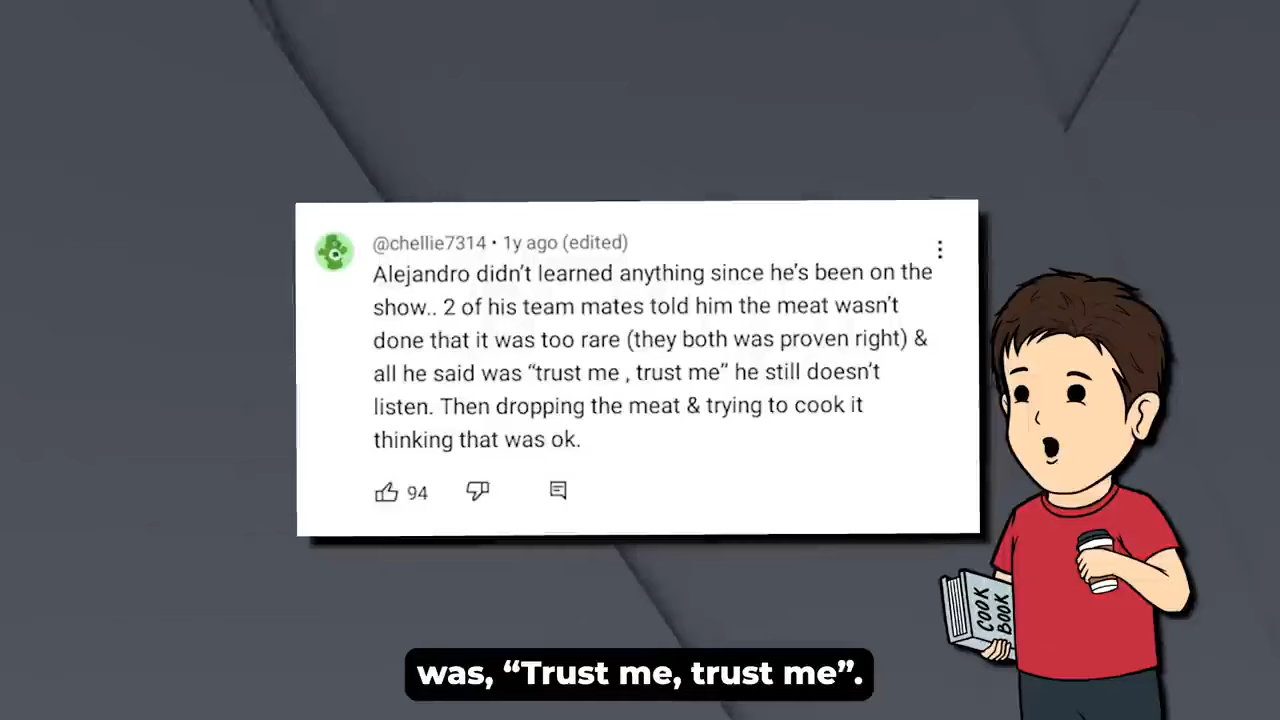 @chellie7314 • 1y ago (edited)
Alejandro didn't learned anything since he's been on the
show.. 2 of his team mates told him the meat wasn't
done that it was too rare (they both was proven right) &
all he said was “trust me , trust me” he still doesn't
listen. Then dropping the meat & trying to cook it
thinking that was ok.
94
COOK
BOOK
was, “Trust me, trust me”.